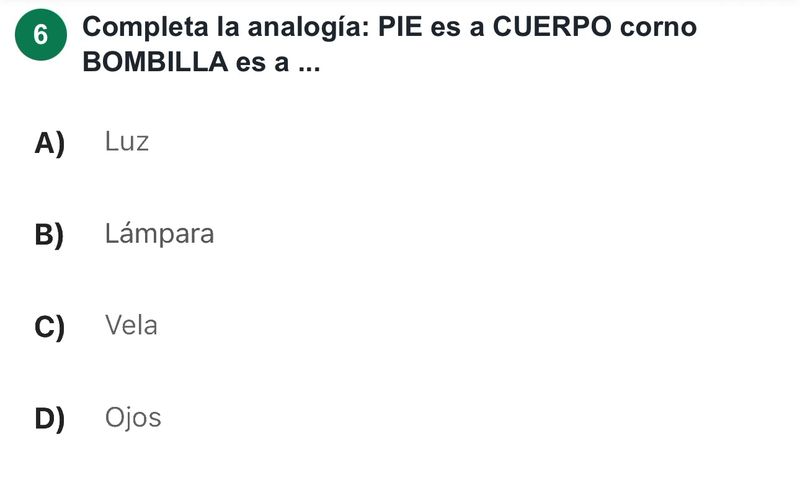 6 Completa la analogía: PIE es a CUERPO corno
BOMBILLA es a ...
A) Luz
B) Lámpara
C) Vela
D) Ojos